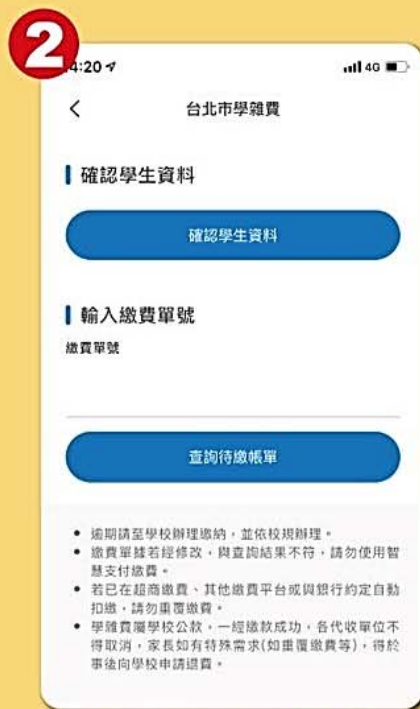 2
4:20
4G
台北市學雜費
確認學生資料
確認學生資料
輸入繳費單號
繳費單號
查詢待繳帳單
• 逾期請至學校辦理繳納，並依校規辦理。
• 繳費單據若經修改，與查詢結果不符，請勿使用智
慧支付繳費。
• 若已在超商繳費、其他繳費平台或與銀行約定自動
扣繳，請勿重覆繳費。
• 學雜費屬學校公款，一經繳款成功，各代收單位不
得取消，家長如有特殊需求(如重覆繳費等)，得於
事後向學校申請退費。